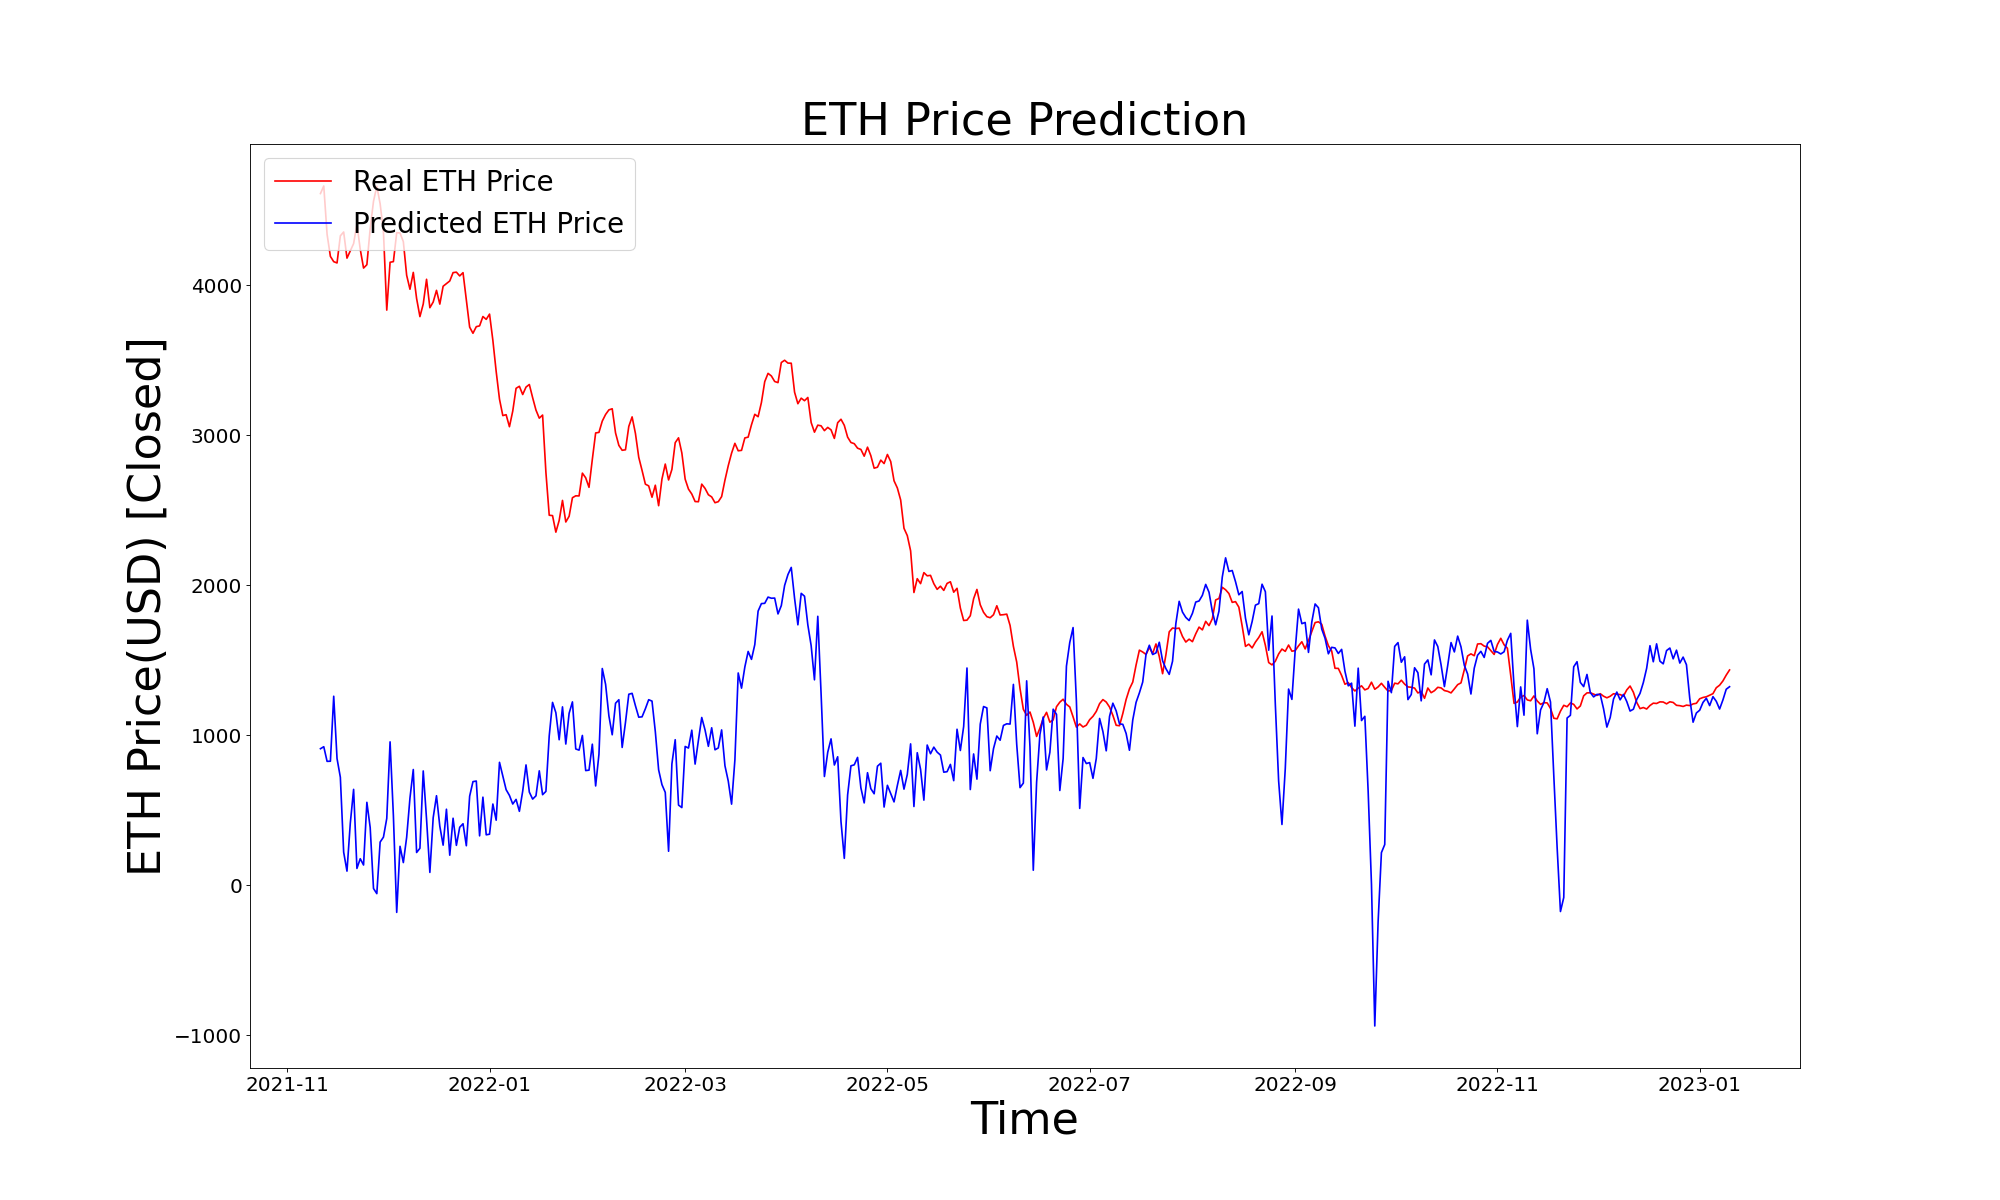 ETH Price Prediction
Real ETH Price
Predicted ETH Price
ETH Price(USD) [Closed]
4000
3000
2000
1000
0
−1000
2021-11 2022-01 2022-03 2022-05 2022-07 2022-09 2022-11 2023-01
Time